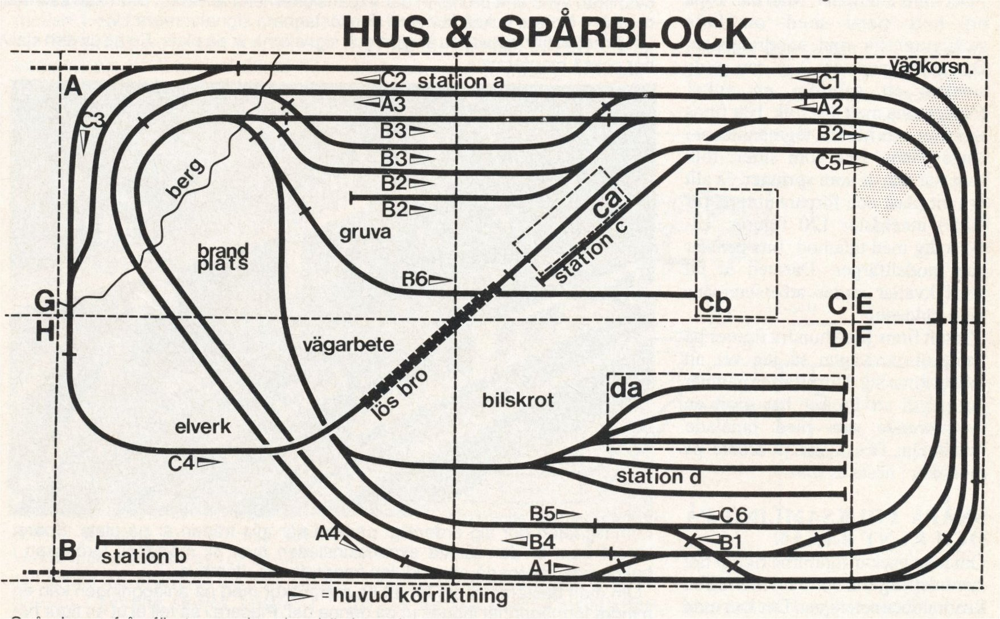 HUS & SPÅRBLOCK
vägkorsn.
A
C2 station a
C1
A3
A2
C3
B3
B2
B3
C5
berg
B2
B2
ca
gruva
station c
brand
plats
B6
G
cb
C E
H
D F
vägarbete
lös bro
da
bilskrot
elverk
C4
station d
B5
C6
A4
B4
B1
B
station b
A1
= huvud körriktning